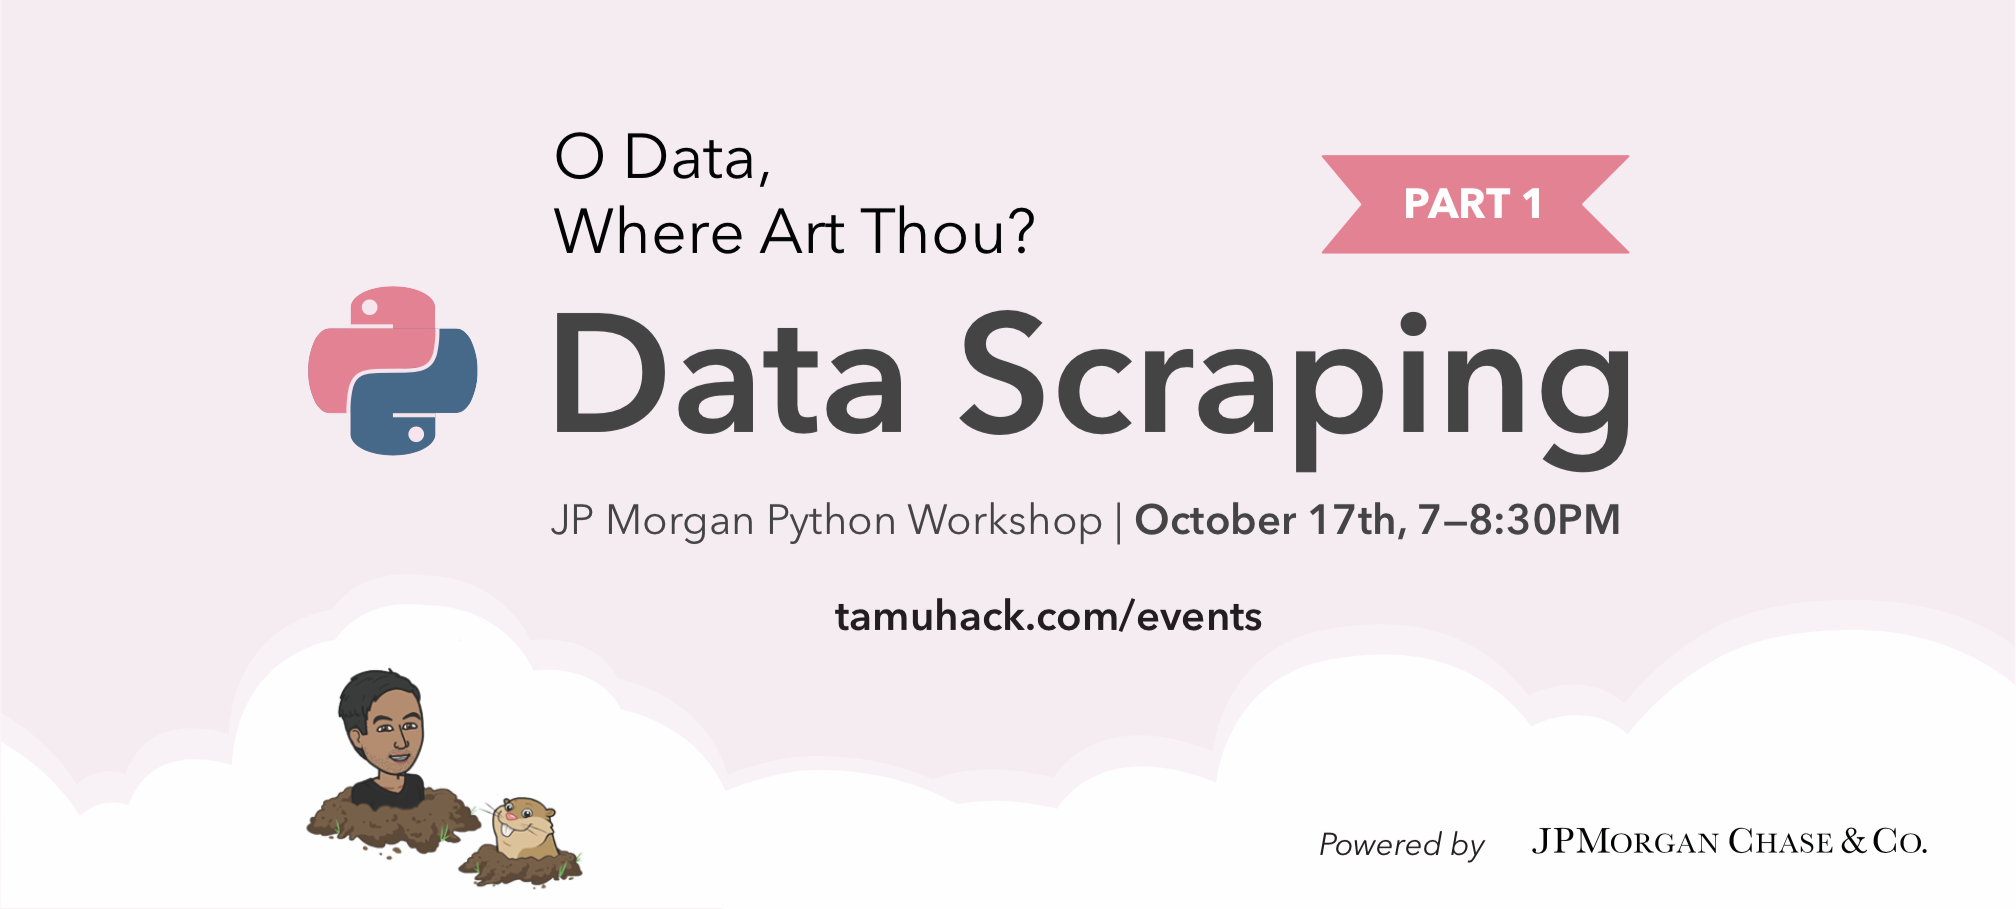 O Data,
Where Art Thou?
PART 1
Data Scraping
JP Morgan Python Workshop | October 17th, 7–8:30PM
tamuhack.com/events
Powered by JPMORGAN CHASE & CO.